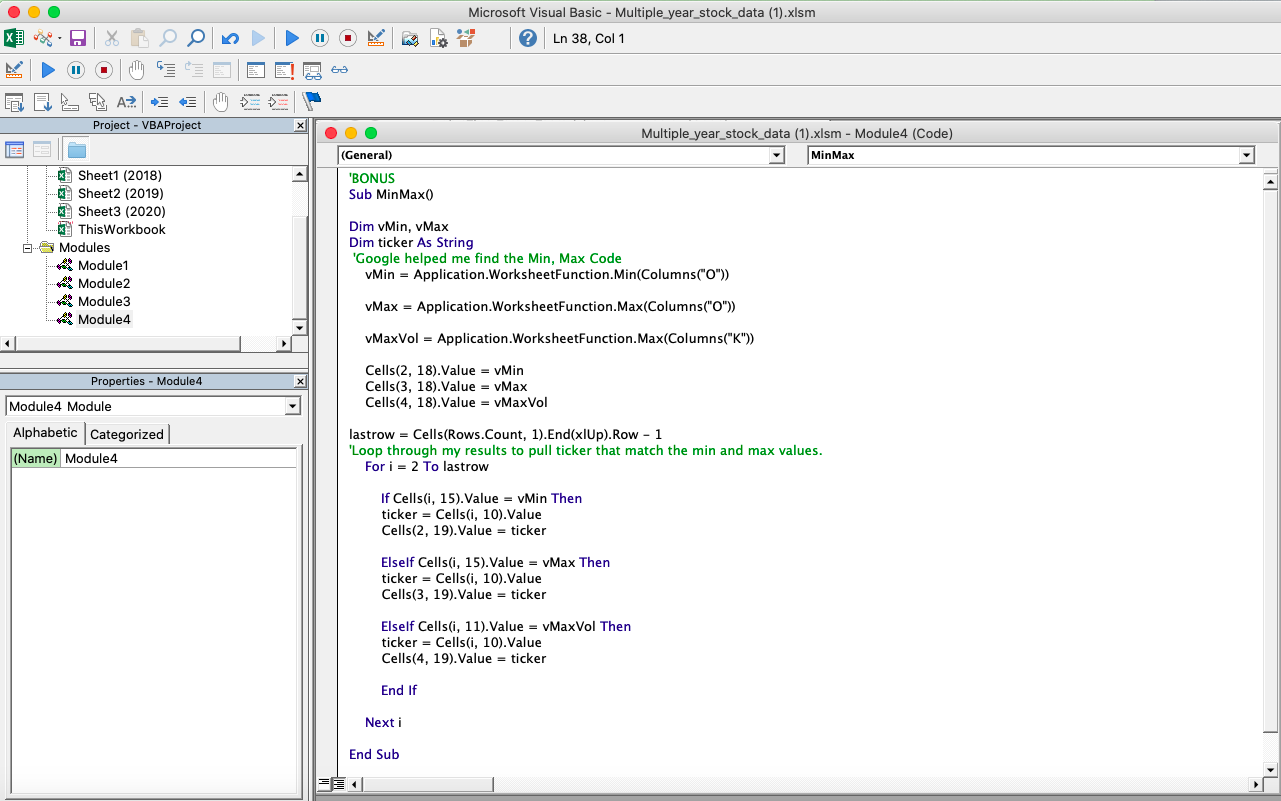 Microsoft Visual Basic - Multiple_year_stock_data (1).xlsm
Ln 38, Col 1
Project - VBAProject
Sheet1 (2018)
Sheet2 (2019)
Sheet3 (2020)
ThisWorkbook
Modules
Module1
Module2
Module3
Module4
Properties - Module4
Module4 Module
Alphabetic
Categorized
(Name) Module4
Multiple_year_stock_data (1).xlsm - Module4 (Code)
(General)
MinMax
'BONUS
Sub MinMax()
Dim vMin, vMax
Dim ticker As String
'Google helped me find the Min, Max Code
vMin = Application.WorksheetFunction.Min(Columns("O"))
vMax = Application.WorksheetFunction.Max(Columns("O"))
vMaxVol = Application.WorksheetFunction.Max(Columns("K"))
Cells(2, 18).Value = vMin
Cells(3, 18).Value = vMax
Cells(4, 18).Value = vMaxVol
lastrow = Cells(Rows.Count, 1).End(xlUp).Row - 1
'Loop through my results to pull ticker that match the min and max values.
For i = 2 To lastrow
If Cells(i, 15).Value = vMin Then
ticker = Cells(i, 10).Value
Cells(2, 19).Value = ticker
ElseIf Cells(i, 15).Value = vMax Then
ticker = Cells(i, 10).Value
Cells(3, 19).Value = ticker
ElseIf Cells(i, 11).Value = vMaxVol Then
ticker = Cells(i, 10).Value
Cells(4, 19).Value = ticker
End If
Next i
End Sub